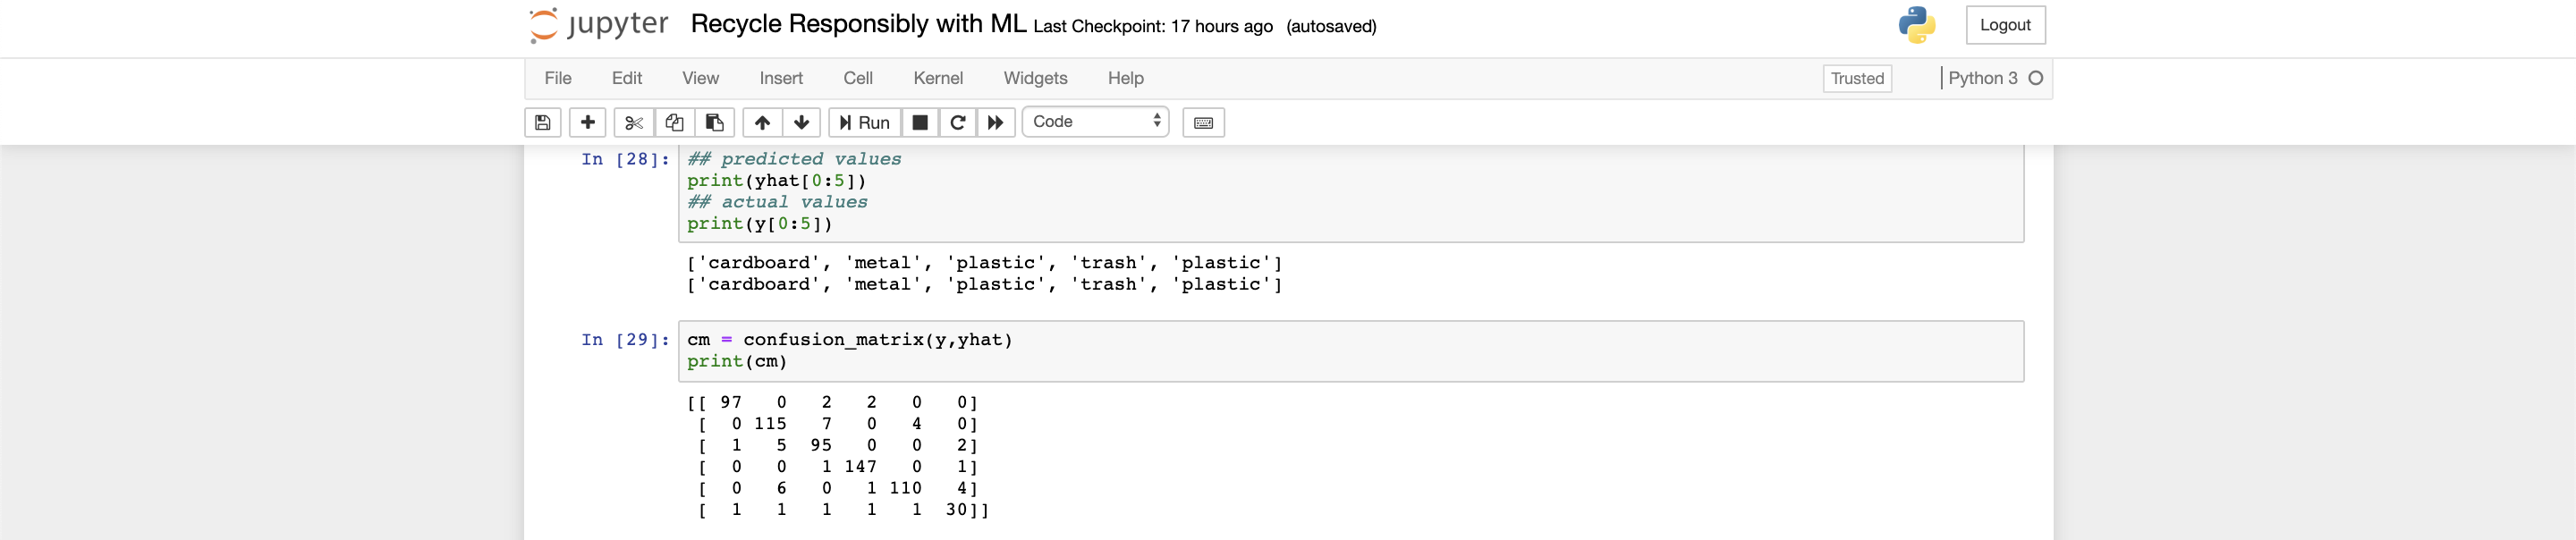 jupyter Recycle Responsibly with ML Last Checkpoint: 17 hours ago (autosaved) Logout
File Edit View Insert Cell Kernel Widgets Help Trusted Python 3
Run Code
In [28]: ## predicted values
print(yhat[0:5])
## actual values
print(y[0:5])
['cardboard', 'metal', 'plastic', 'trash', 'plastic']
['cardboard', 'metal', 'plastic', 'trash', 'plastic']
In [29]: cm = confusion_matrix(y,yhat)
print(cm)
[[ 97 0 2 2 0 0]
[ 0 115 7 0 4 0]
[ 1 5 95 0 0 2]
[ 0 0 1 147 0 1]
[ 0 6 0 1 110 4]
[ 1 1 1 1 1 30]]